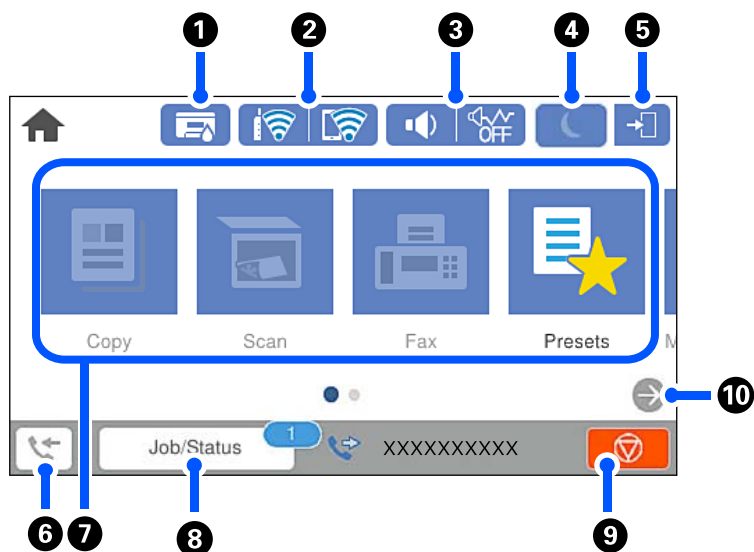 1 2 3 4 5
OFF
Copy Scan Fax Presets
10
Job/Status 1 XXXXXXXXXX
6 7 8 9